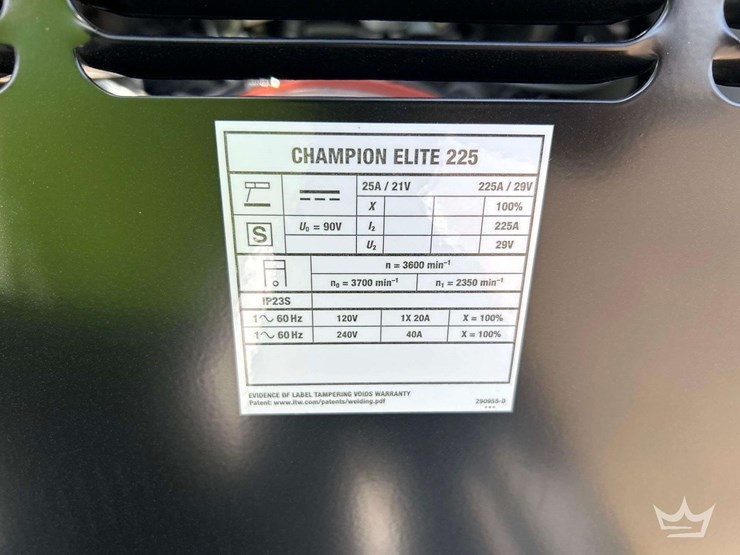 CHAMPION ELITE 225
25A / 21V 225A / 29V
X 100%
S U₀ = 90V I₂ 225A
U₂ 29V
n = 3600 min⁻¹
n₀ = 3700 min⁻¹ n₁ = 2350 min⁻¹
IP23S
1 ∿ 60 Hz 120V 1X 20A X = 100%
1 ∿ 60 Hz 240V 40A X = 100%
EVIDENCE OF LABEL TAMPERING VOIDS WARRANTY
Patent: www.itw.com/patents/welding.pdf 290955-D